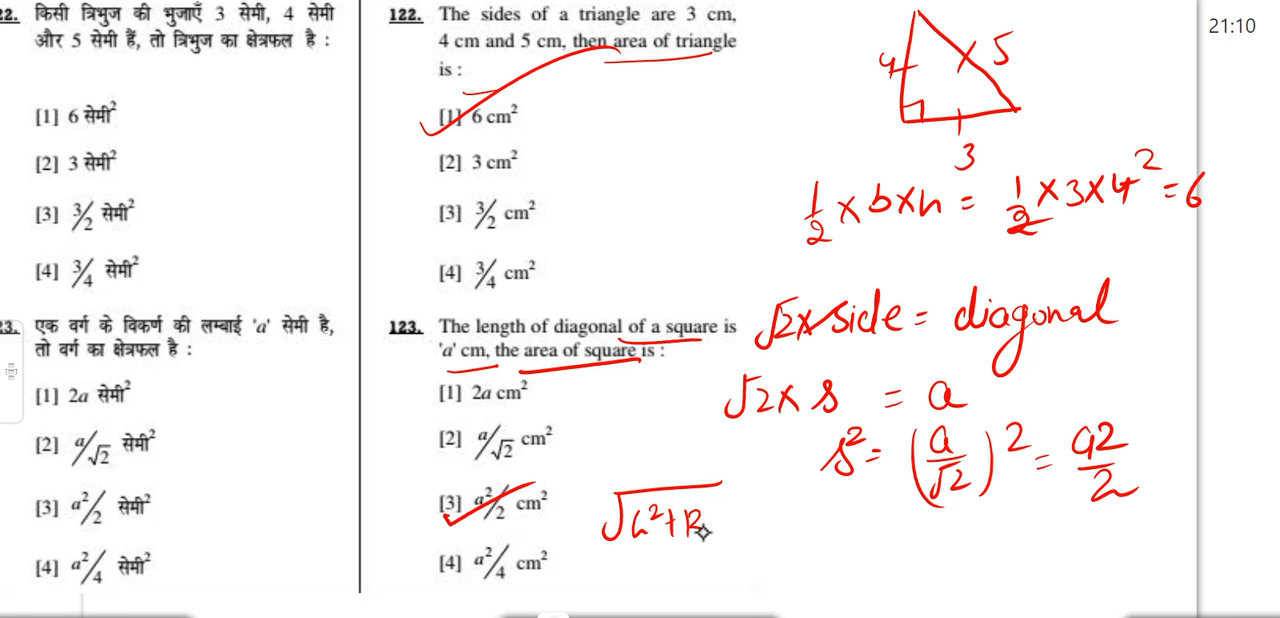 22. किसी त्रिभुज की भुजाएँ 3 सेमी, 4 सेमी
और 5 सेमी हैं, तो त्रिभुज का क्षेत्रफल है :
[1] 6 सेमी²
[2] 3 सेमी²
[3] 3/2 सेमी²
[4] 3/4 सेमी²
23. एक वर्ग के विकर्ण की लम्बाई 'a' सेमी है,
तो वर्ग का क्षेत्रफल है :
[1] 2a सेमी²
[2] a/√2 सेमी²
[3] a²/2 सेमी²
[4] a²/4 सेमी²
122. The sides of a triangle are 3 cm,
4 cm and 5 cm, then area of triangle
is :
[1] 6 cm²
[2] 3 cm²
[3] 3/2 cm²
[4] 3/4 cm²
123. The length of diagonal of a square is
'a' cm, the area of square is :
[1] 2a cm²
[2] a/√2 cm²
[3] a²/2 cm²
[4] a²/4 cm²
4
5
3
1/2 × b × h = 1/2 × 3 × 4 2 = 6
√2 × side = diagonal
√2 × s = a
s² = (a/√2)² = a2/2
21:10